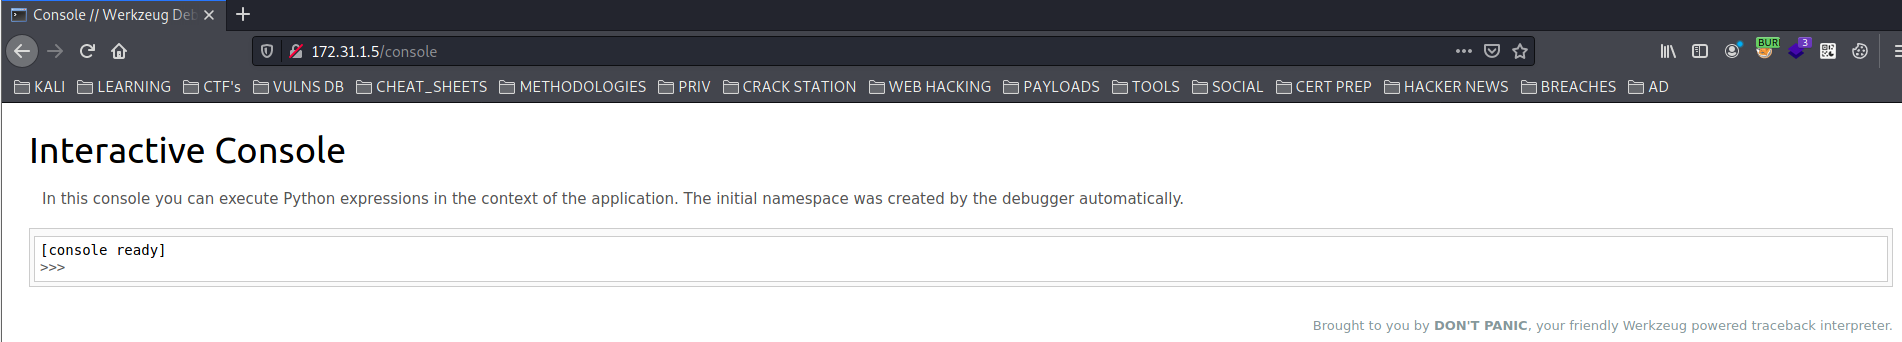 Console // Werkzeug Deb
172.31.1.5/console
BUR
3
KALI LEARNING CTF's VULNS DB CHEAT_SHEETS METHODOLOGIES PRIV CRACK STATION WEB HACKING PAYLOADS TOOLS SOCIAL CERT PREP HACKER NEWS BREACHES AD
Interactive Console
In this console you can execute Python expressions in the context of the application. The initial namespace was created by the debugger automatically.
[console ready]
>>>
Brought to you by DON'T PANIC, your friendly Werkzeug powered traceback interpreter.